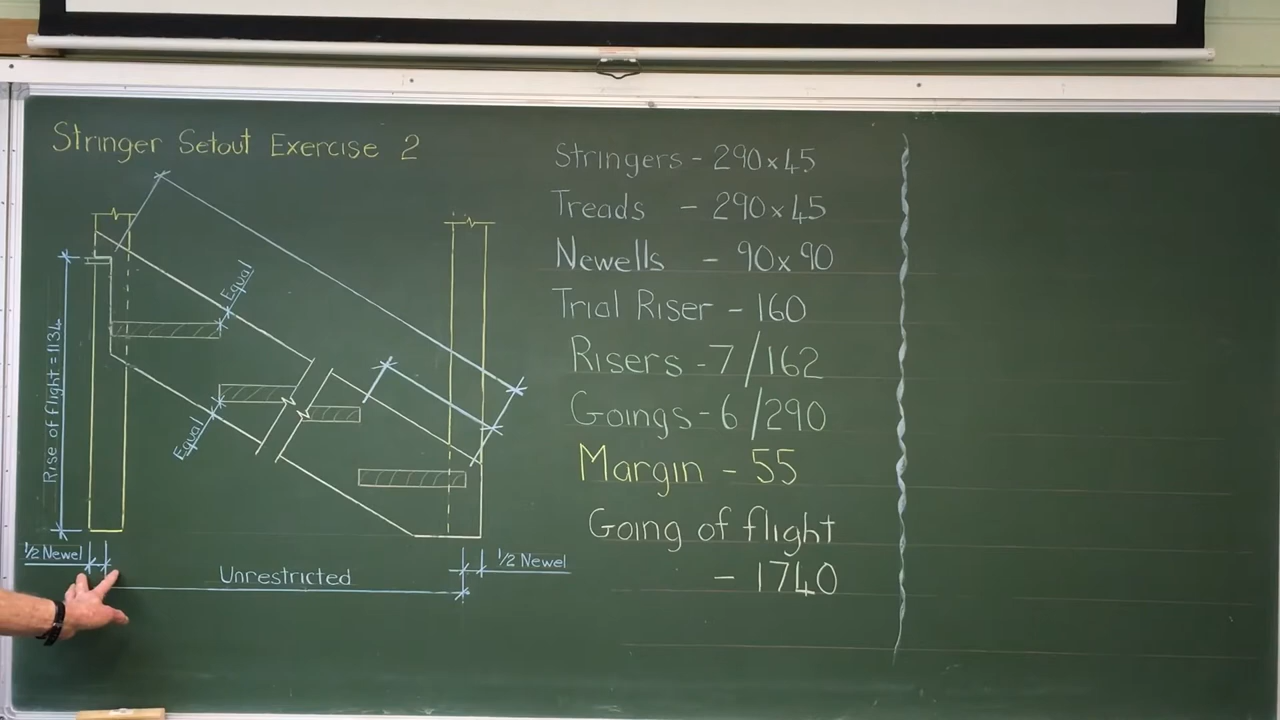 Stringer Setout Exercise 2
Equal
Rise of flight = 1134
Equal
1/2 Newel
Unrestricted
1/2 Newel
Stringers - 290x45
Treads - 290x45
Newells - 90x90
Trial Riser - 160
Risers - 7/162
Goings - 6/290
Margin - 55
Going of flight
- 1740